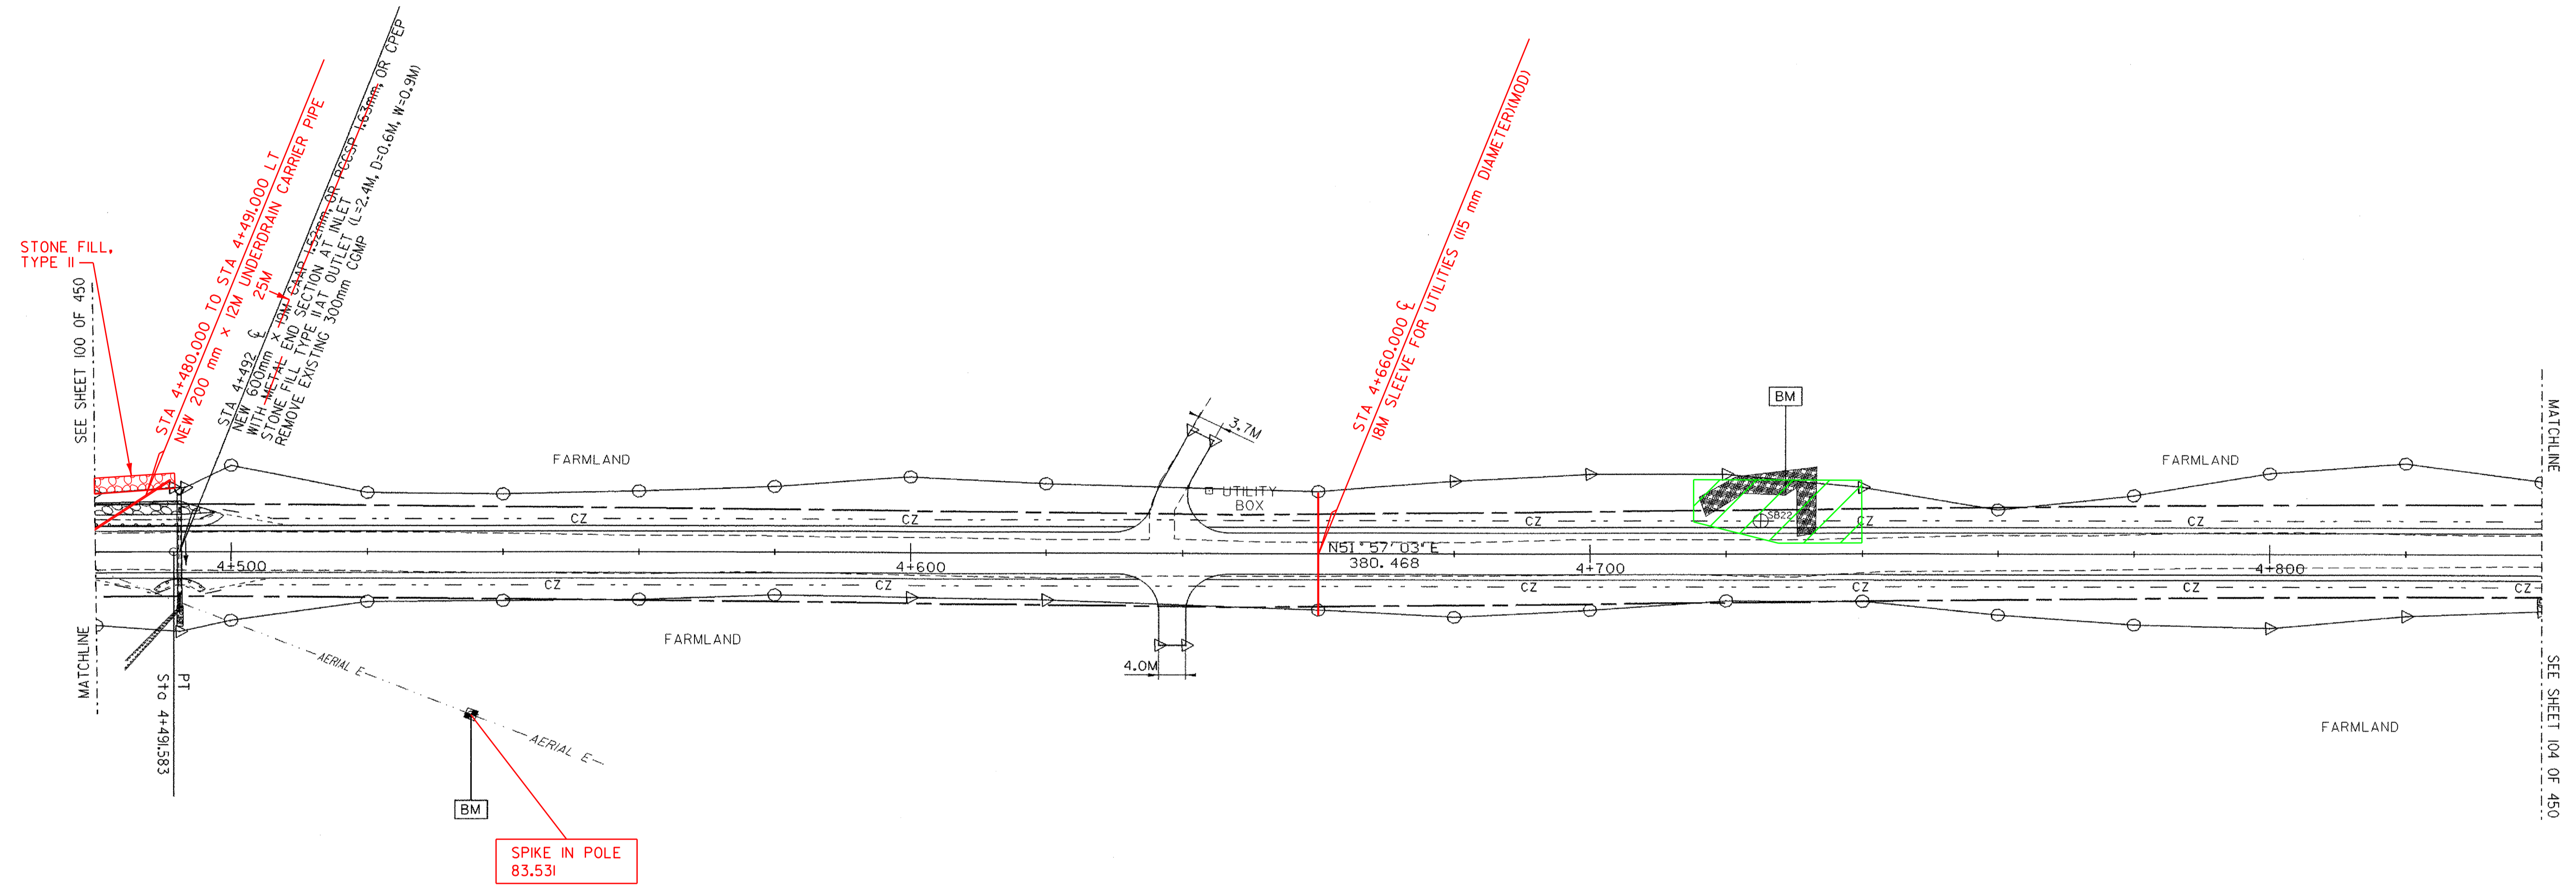 STONE FILL,
TYPE II
SEE SHEET 100 OF 450
MATCHLINE
STA 4+480.000 TO STA 4+491.000 LT
NEW 200 mm x 12M UNDERDRAIN CARRIER PIPE
25M
STA 4+492 ℄
NEW 600mm x 19M CAAP 1.52mm, OR PCCSP 1.63mm, OR CPEP
WITH METAL END SECTION AT INLET
STONE FILL TYPE II AT OUTLET (L=2.4M, D=0.6M, W=0.9M)
REMOVE EXISTING 300mm CGMP
FARMLAND
3.7M
UTILITY
BOX
STA 4+660.000 ℄
18M SLEEVE FOR UTILITIES (115 mm DIAMETER)(MOD)
BM
SB22
FARMLAND
MATCHLINE
CZ
CZ
CZ
CZ
CZ
N51°57'03"E
380.468
4+500
4+600
4+700
4+800
CZ
CZ
CZ
CZ
CZ
CZ
FARMLAND
4.0M
AERIAL E
AERIAL E
PT
Sta 4+491.583
BM
SPIKE IN POLE
83.531
FARMLAND
SEE SHEET 104 OF 450